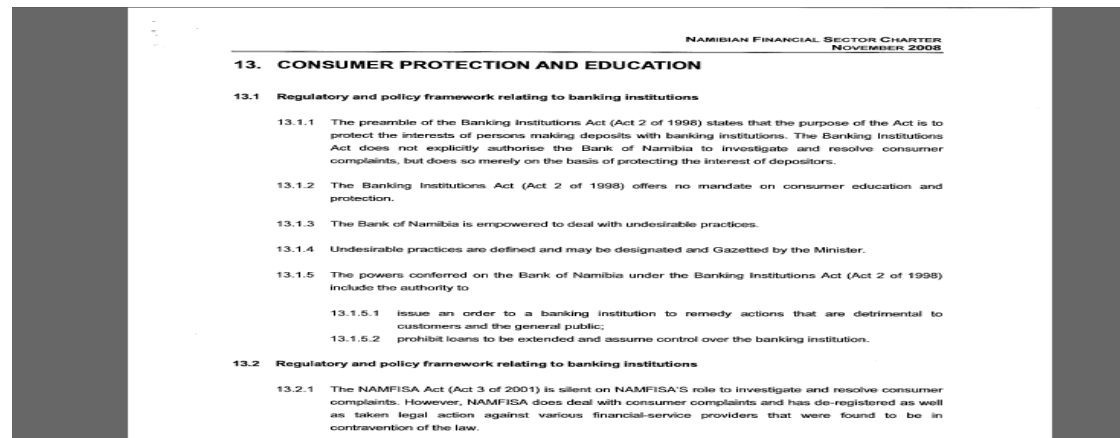 NAMIBIAN FINANCIAL SECTOR CHARTER
NOVEMBER 2008
13. CONSUMER PROTECTION AND EDUCATION
13.1 Regulatory and policy framework relating to banking institutions
13.1.1 The preamble of the Banking Institutions Act (Act 2 of 1998) states that the purpose of the Act is to
protect the interests of persons making deposits with banking institutions. The Banking Institutions
Act does not explicitly authorise the Bank of Namibia to investigate and resolve consumer
complaints, but does so merely on the basis of protecting the interest of depositors.
13.1.2 The Banking Institutions Act (Act 2 of 1998) offers no mandate on consumer education and
protection.
13.1.3 The Bank of Namibia is empowered to deal with undesirable practices.
13.1.4 Undesirable practices are defined and may be designated and Gazetted by the Minister.
13.1.5 The powers conferred on the Bank of Namibia under the Banking Institutions Act (Act 2 of 1998)
include the authority to
13.1.5.1 issue an order to a banking institution to remedy actions that are detrimental to
customers and the general public;
13.1.5.2 prohibit loans to be extended and assume control over the banking institution.
13.2 Regulatory and policy framework relating to banking institutions
13.2.1 The NAMFISA Act (Act 3 of 2001) is silent on NAMFISA'S role to investigate and resolve consumer
complaints. However, NAMFISA does deal with consumer complaints and has de-registered as well
as taken legal action against various financial-service providers that were found to be in
contravention of the law.